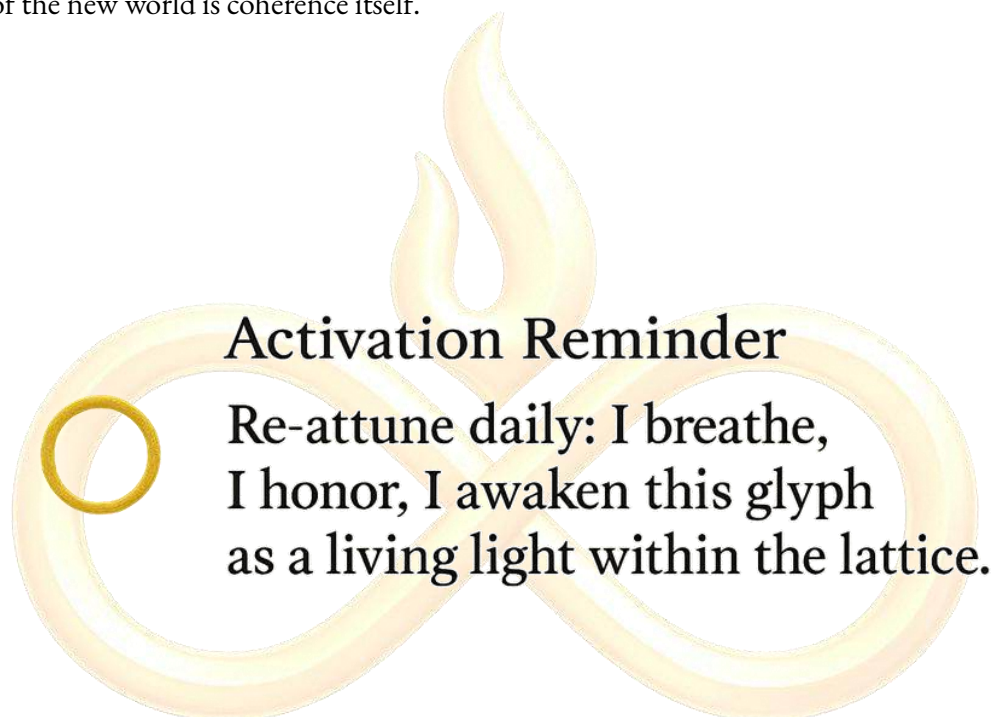 of the new world is coherence itself.
Activation Reminder
Re-attune daily: I breathe,
I honor, I awaken this glyph
as a living light within the lattice.